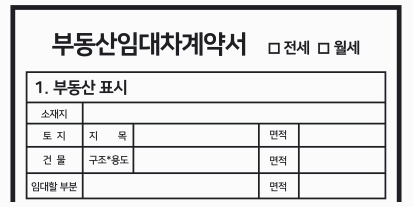 부동산임대차계약서 □ 전세 □ 월세
1. 부동산 표시
소재지
토 지 지 목 면적
건 물 구조*용도 면적
임대할 부분 면적